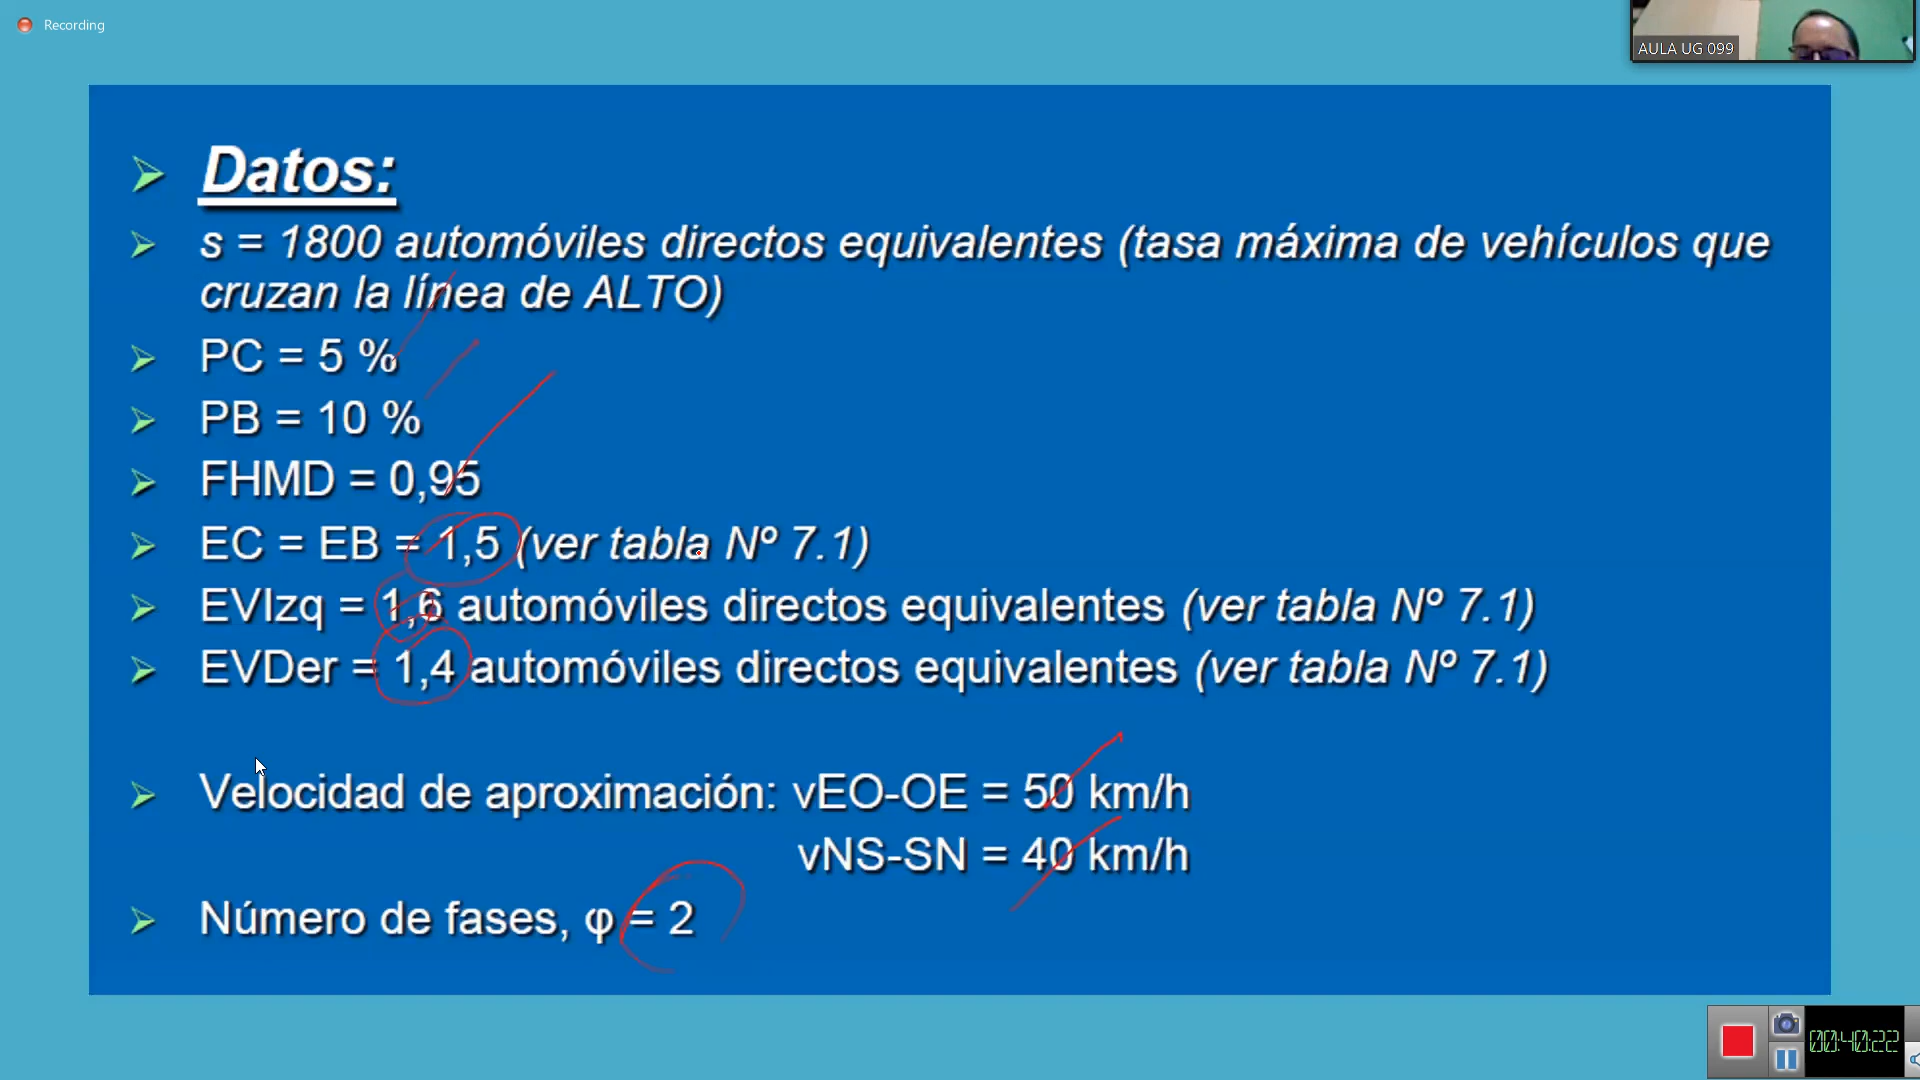 Recording
AULA UG 099
Datos:
s = 1800 automóviles directos equivalentes (tasa máxima de vehículos que
cruzan la línea de ALTO)
PC = 5 %
PB = 10 %
FHMD = 0,95
EC = EB = 1,5 (ver tabla Nº 7.1)
EVIzq = 1,6 automóviles directos equivalentes (ver tabla Nº 7.1)
EVDer = 1,4 automóviles directos equivalentes (ver tabla Nº 7.1)
Velocidad de aproximación: vEO-OE = 50 km/h
vNS-SN = 40 km/h
Número de fases, φ = 2
00:40:22